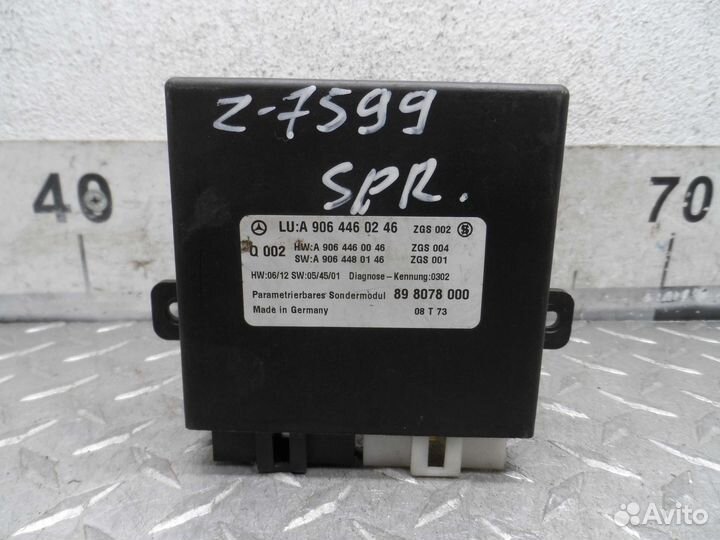 z-7599
SPR.
40
70
LU:A 906 446 02 46 ZGS 002
Q 002
HW:A 906 446 00 46 ZGS 004
SW:A 906 448 01 46 ZGS 001
HW:06/12 SW:05/45/01 Diagnose – Kennung:0302
Parametrierbares Sondermodul 89 8078 000
Made in Germany 08 T 73
Avito